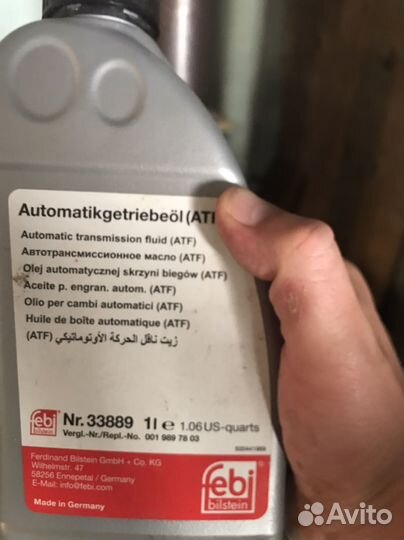 Automatikgetriebeöl (ATF
Automatic transmission fluid (ATF)
Автотрансмиссионное масло (ATF)
Olej automatycznej skrzyni biegów (ATF)
Aceite p. engran. autom. (ATF)
Olio per cambi automatici (ATF)
Huile de boîte automatique (ATF)
زيت ناقل الحركة الأوتوماتيكي (ATF)
febi Nr. 33889 1l e 1.06 US-quarts
Vergl.-Nr./Repl.-No. 001 989 78 03
Ferdinand Bilstein GmbH + Co. KG
Wilhelmstr. 47
58256 Ennepetal / Germany
E-Mail: info@febi.com
Made in Germany
febi
bilstein
Avito